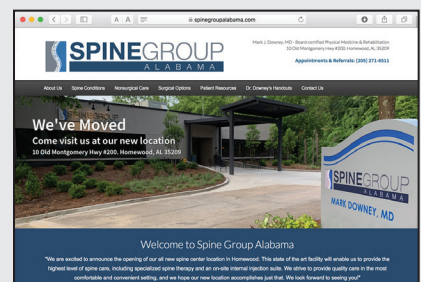 spinegroupalabama.com
SPINEGROUP
ALABAMA
Mark J. Downey, MD - Board-certified Physical Medicine & Rehabilitation
10 Old Montgomery Hwy #200, Homewood, AL 35209
Appointments & Referrals: (205) 271-6511
About Us Spine Conditions Nonsurgical Care Surgical Options Patient Resources Dr. Downey's Handouts Contact Us
We've Moved
Come visit us at our new location
10 Old Montgomery Hwy #200, Homewood, AL 35209
SPINEGROUP
ALABAMA
MARK DOWNEY, MD
Welcome to Spine Group Alabama
"We are excited to announce the opening of our all new spine center location in Homewood. This state of the art facility will enable us to provide the
highest level of spine care, including specialized spine therapy and an on-site internal injection suite. We strive to provide quality care in the most
comfortable and convenient setting, and we hope our new location accomplishes just that. We look forward to seeing you!"